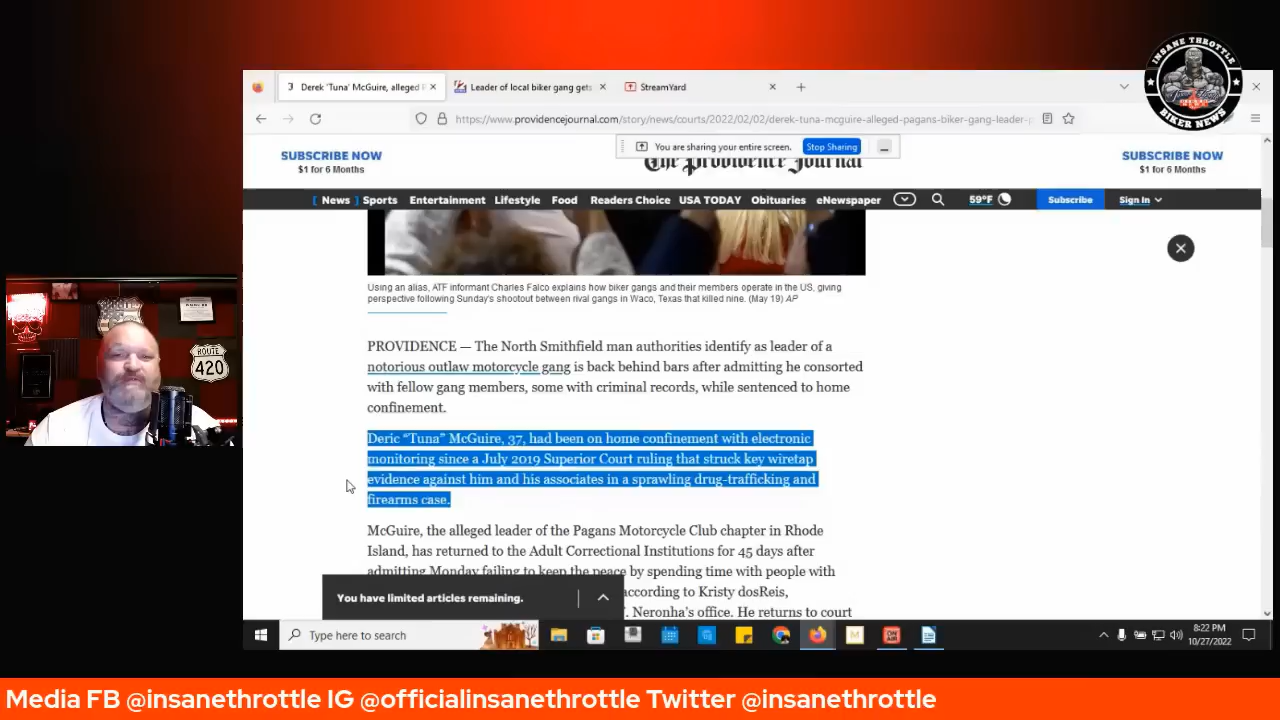 INSANE THROTTLE
BIKER NEWS
Derek ‘Tuna’ McGuire, alleged
Leader of local biker gang gets
StreamYard
https://www.providencejournal.com/story/news/courts/2022/02/02/derek-tuna-mcguire-alleged-pagans-biker-gang-leader-
You are sharing your entire screen.
Stop Sharing
SUBSCRIBE NOW
$1 for 6 Months
The Providence Journal
SUBSCRIBE NOW
$1 for 6 Months
News Sports Entertainment Lifestyle Food Readers Choice USA TODAY Obituaries eNewspaper 59°F Subscribe Sign In
Using an alias, ATF informant Charles Falco explains how biker gangs and their members operate in the US, giving
perspective following Sunday's shootout between rival gangs in Waco, Texas that killed nine. (May 19) AP
PROVIDENCE — The North Smithfield man authorities identify as leader of a
notorious outlaw motorcycle gang is back behind bars after admitting he consorted
with fellow gang members, some with criminal records, while sentenced to home
confinement.
Deric “Tuna” McGuire, 37, had been on home confinement with electronic
monitoring since a July 2019 Superior Court ruling that struck key wiretap
evidence against him and his associates in a sprawling drug-trafficking and
firearms case.
McGuire, the alleged leader of the Pagans Motorcycle Club chapter in Rhode
Island, has returned to the Adult Correctional Institutions for 45 days after
admitting Monday failing to keep the peace by spending time with people with
according to Kristy dosReis,
Neronha’s office. He returns to court
You have limited articles remaining.
ROUTE
420
Type here to search
ON
AIR
8:22 PM
10/27/2022
Media FB @insanethrottle IG @officialinsanethrottle Twitter @insanethrottle